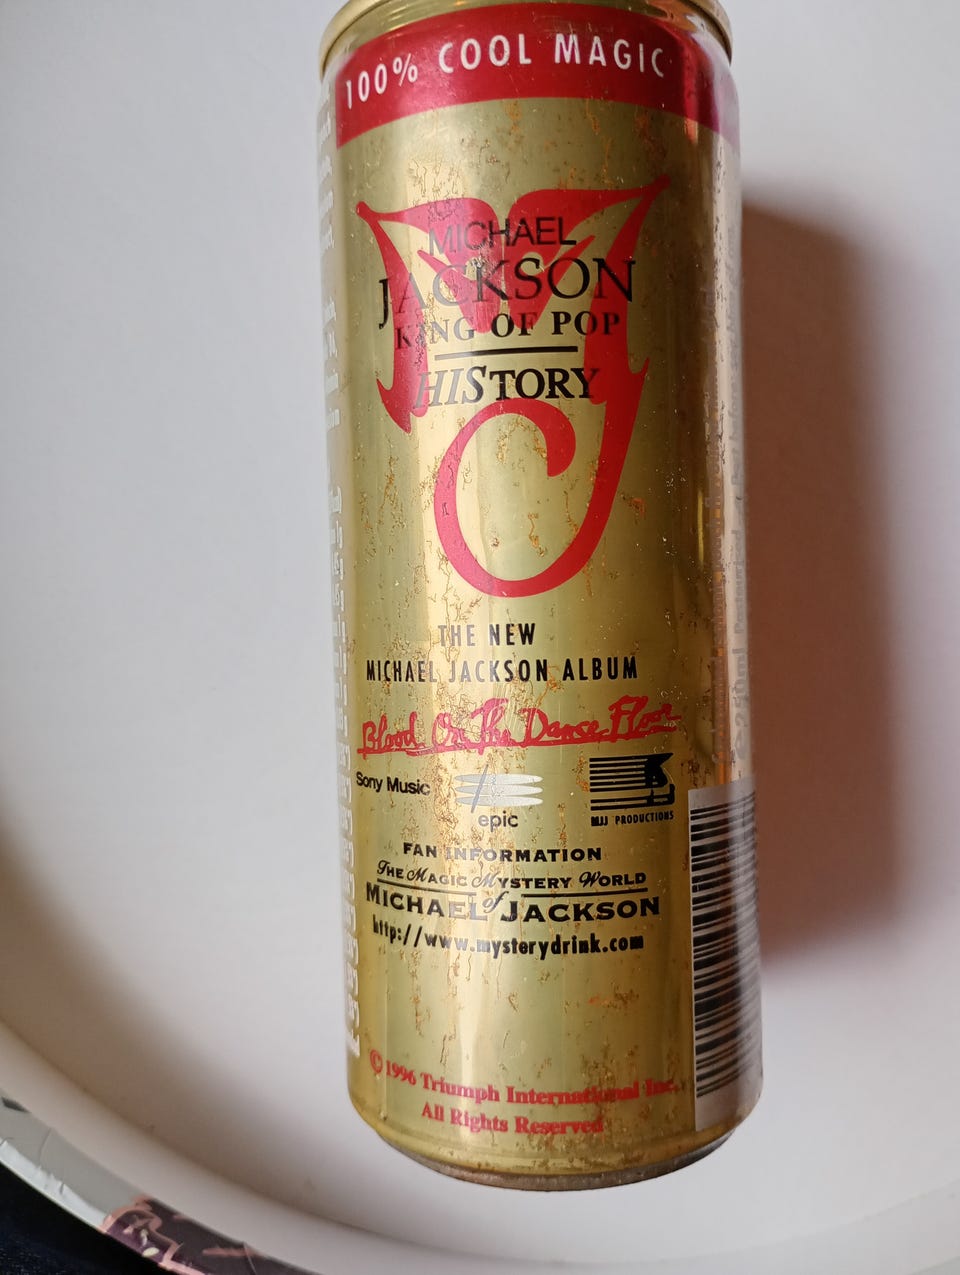 100% COOL MAGIC
MICHAEL
JACKSON
KING OF POP
HISTORY
THE NEW
MICHAEL JACKSON ALBUM
Blood On The Dance Floor
Sony Music
epic
MJJ PRODUCTIONS
FAN INFORMATION
THE MAGIC MYSTERY WORLD
of
MICHAEL JACKSON
http://www.mysterydrink.com
© 1996 Triumph International Inc.
All Rights Reserved